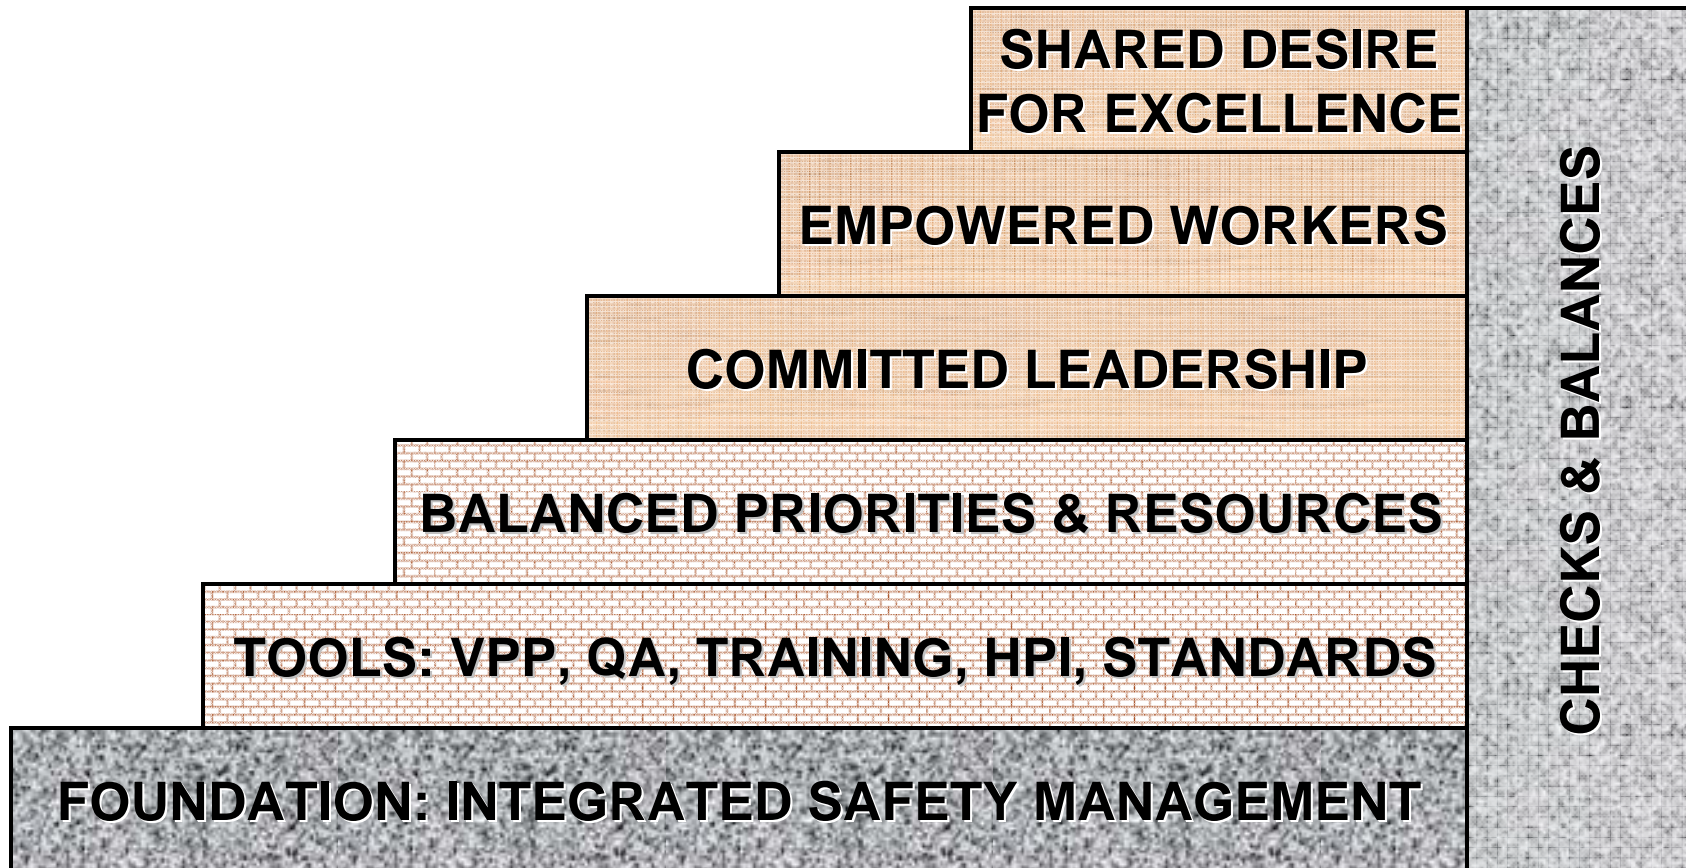 SHARED DESIRE
FOR EXCELLENCE
EMPOWERED WORKERS
COMMITTED LEADERSHIP
BALANCED PRIORITIES & RESOURCES
TOOLS: VPP, QA, TRAINING, HPI, STANDARDS
FOUNDATION: INTEGRATED SAFETY MANAGEMENT
CHECKS & BALANCES